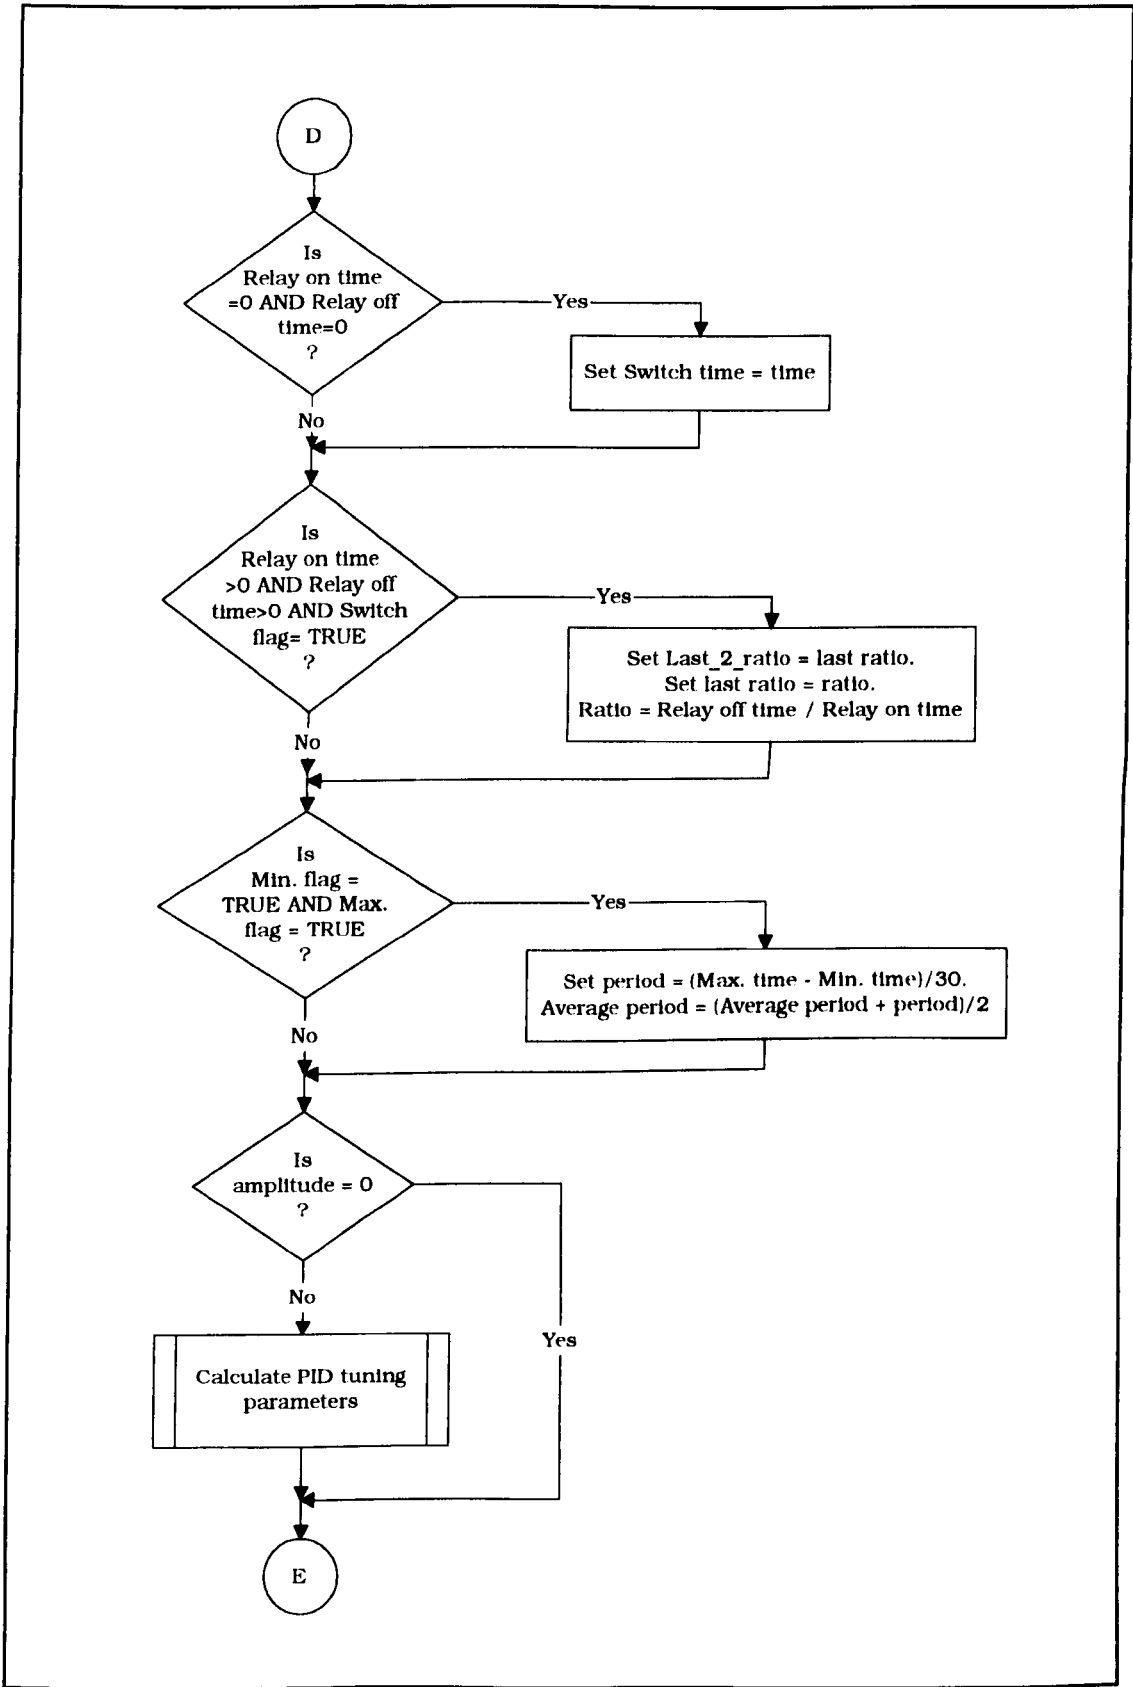 D
Is
Relay on time
=0 AND Relay off
time=0
?
Yes
Set Switch time = time
No
Is
Relay on time
>0 AND Relay off
time>0 AND Switch
flag= TRUE
?
Yes
Set Last_2_ratio = last ratio.
Set last ratio = ratio.
Ratio = Relay off time / Relay on time
No
Is
Min. flag =
TRUE AND Max.
flag = TRUE
?
Yes
Set period = (Max. time - Min. time)/30.
Average period = (Average period + period)/2
No
Is
amplitude = 0
?
No
Yes
Calculate PID tuning
parameters
E